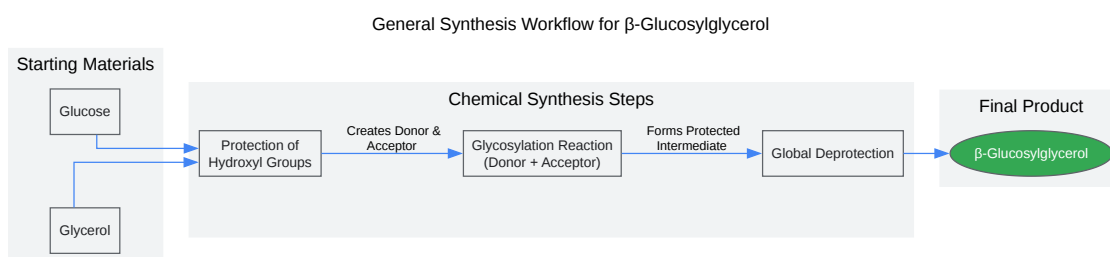 General Synthesis Workflow for β-Glucosylglycerol
Starting Materials
Glucose
Glycerol
Chemical Synthesis Steps
Protection of
Hydroxyl Groups
Creates Donor &
Acceptor
Glycosylation Reaction
(Donor + Acceptor)
Forms Protected
Intermediate
Global Deprotection
Final Product
β-Glucosylglycerol